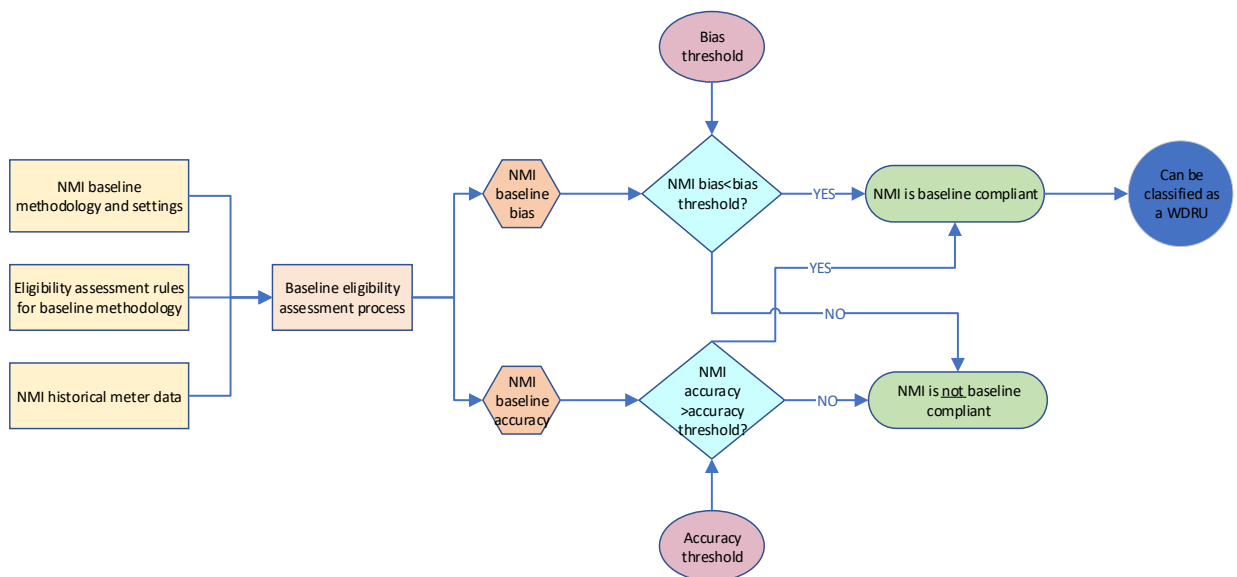 Bias
threshold
NMI baseline
methodology and settings
NMI
baseline
bias
NMI bias<bias
threshold?
YES
NMI is baseline compliant
Can be
classified as
a WDRU
Eligibility assessment rules
for baseline methodology
Baseline eligibility
assessment process
YES
NO
NMI historical meter data
NMI
baseline
accuracy
NMI
accuracy
>accuracy
threshold?
NO
NMI is not baseline
compliant
Accuracy
threshold